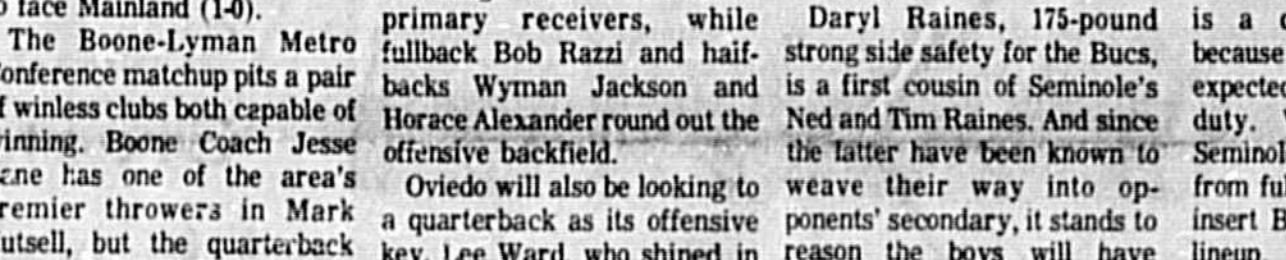 face Mainland (1-0).
The Boone-Lyman Metro
onference matchup pits a pair
f winless clubs both capable of
inning. Boone Coach Jesse
ene has one of the area's
remier throwers in Mark
utsell, but the quarterback
primary receivers, while
fullback Bob Razzi and haif-
backs Wyman Jackson and
Horace Alexander round out the
offensive backfield.
Oviedo will also be looking to
a quarterback as its offensive
key. Lee Ward, who shined in
Daryl Raines, 175-pound
strong side safety for the Bucs,
is a first cousin of Seminole's
Ned and Tim Raines. And since
the latter have been known to
weave their way into op-
ponents' secondary, it stands to
reason the boys will have
is a
because
expected
duty.
Seminol
from ful
insert
lineup